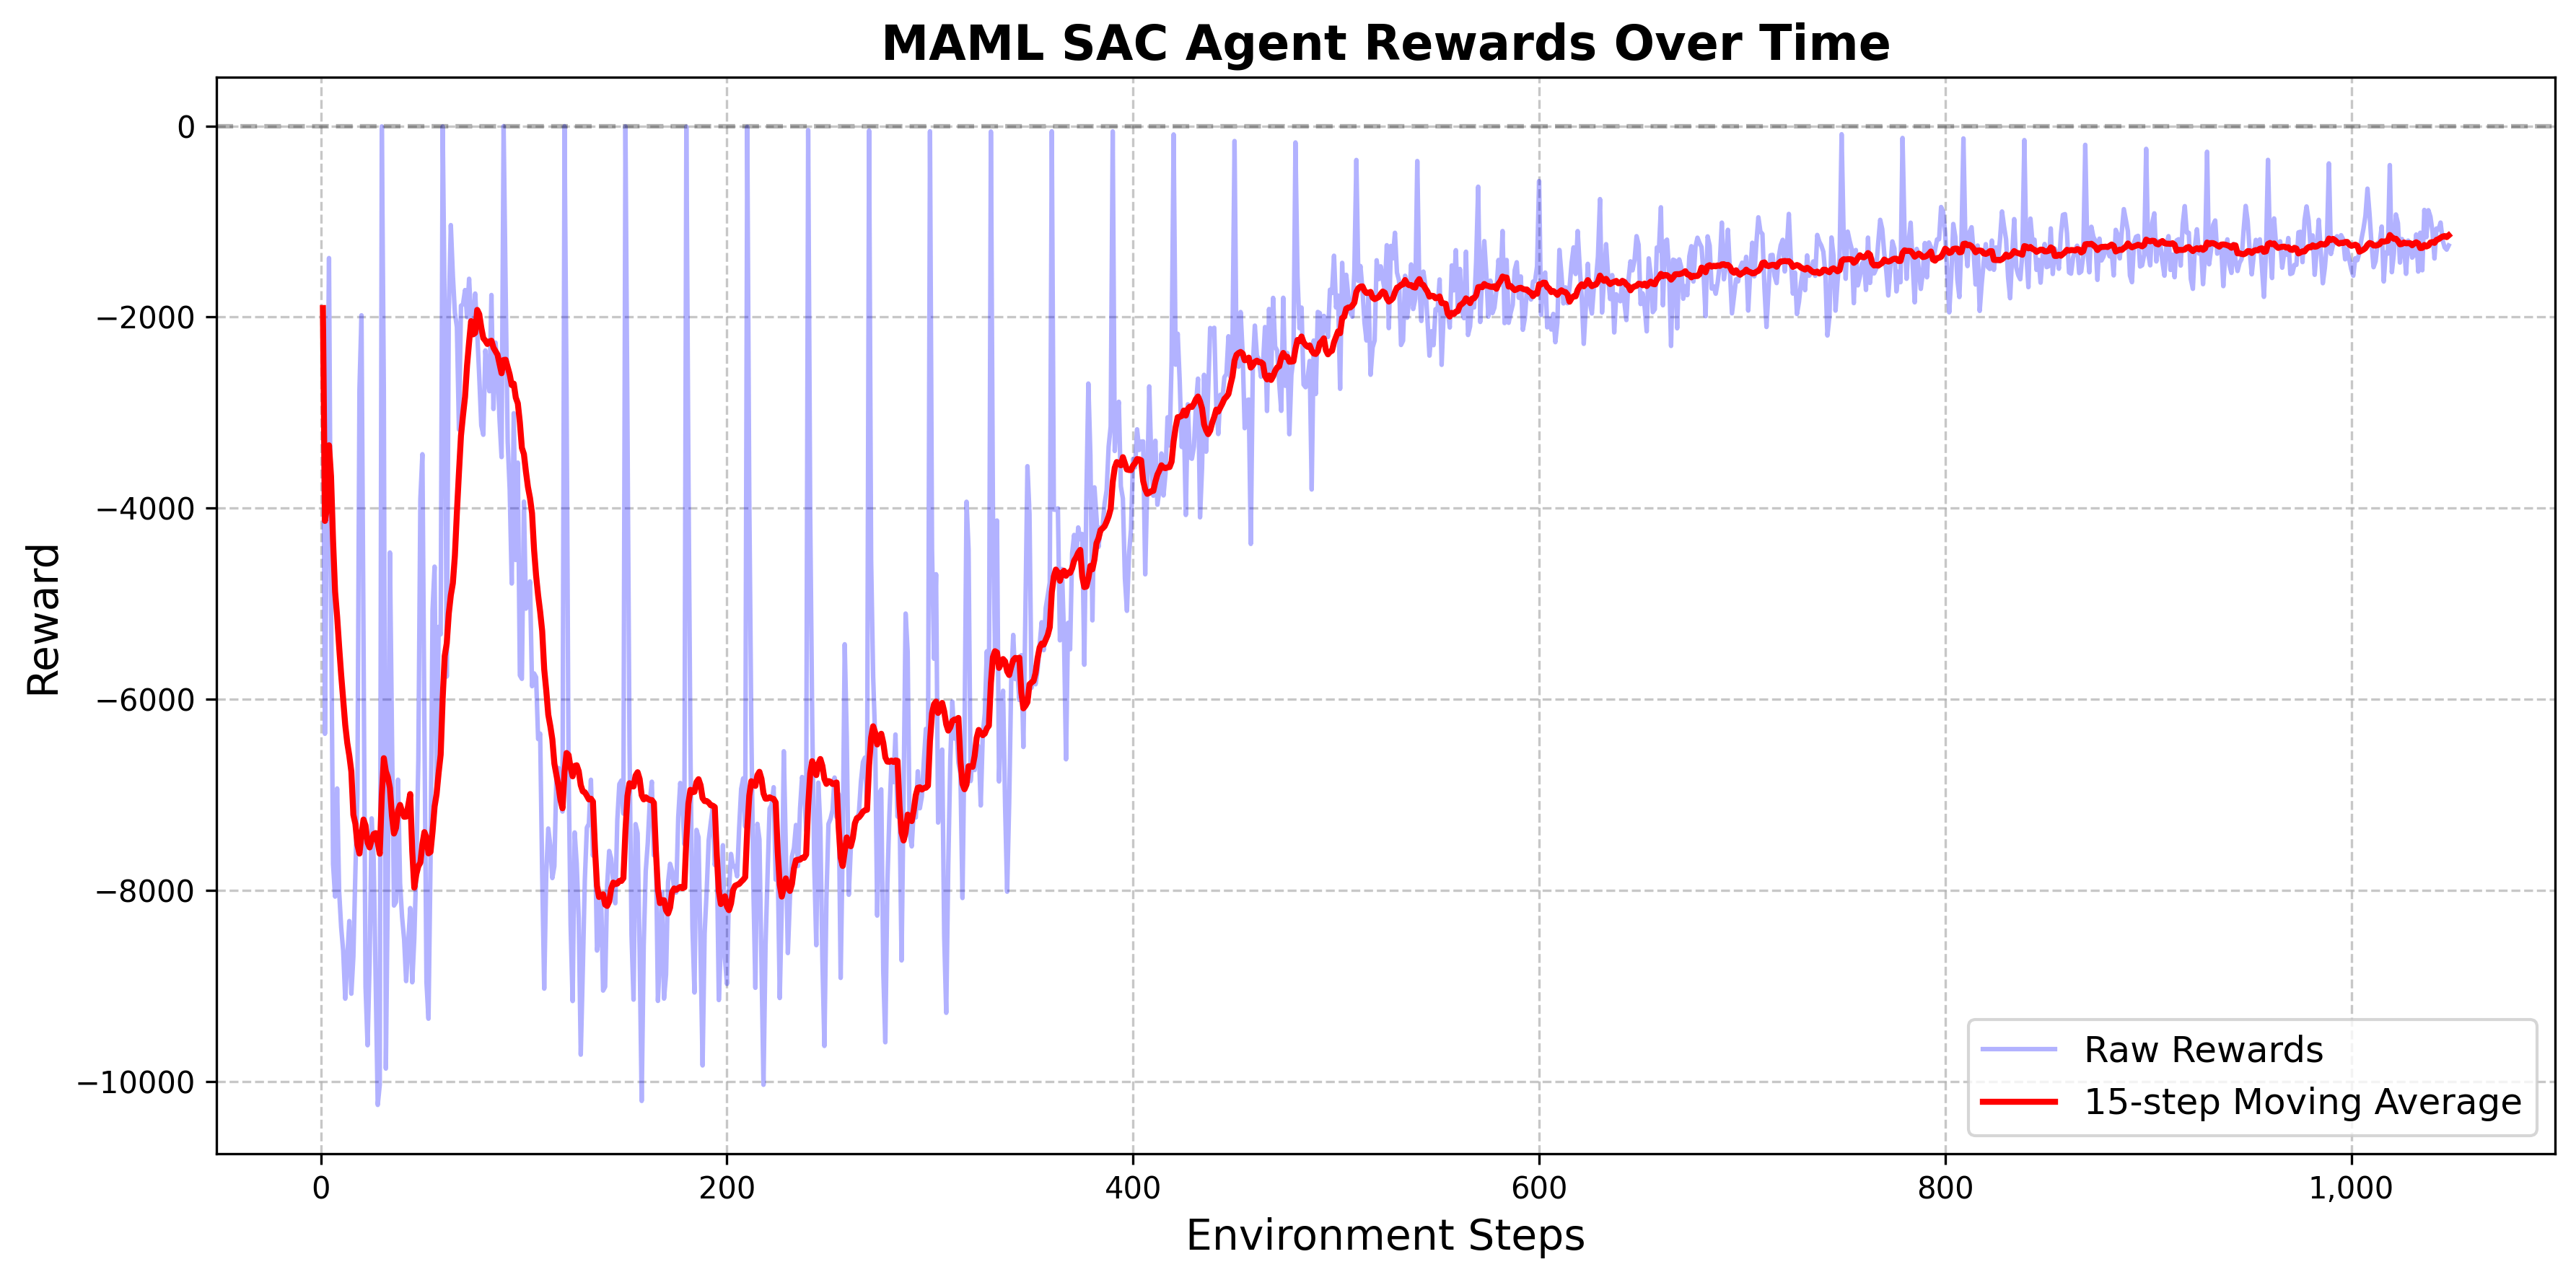 MAML SAC Agent Rewards Over Time
Reward
0
−2000
−4000
−6000
−8000
−10000
0
200
400
600
800
1,000
Environment Steps
Raw Rewards
15-step Moving Average